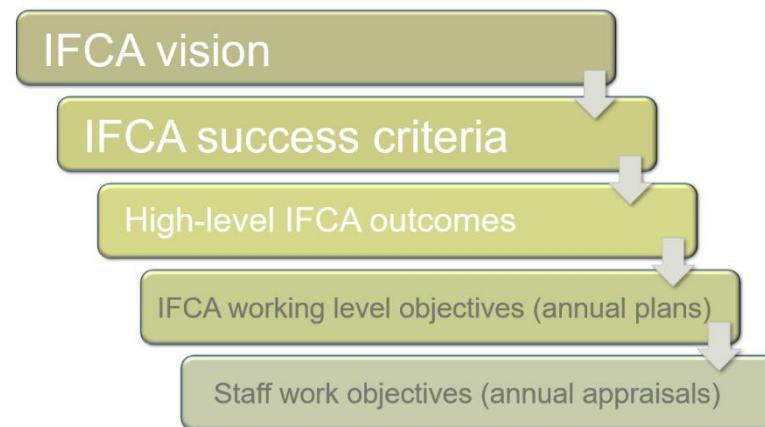 IFCA vision
IFCA success criteria
High-level IFCA outcomes
IFCA working level objectives (annual plans)
Staff work objectives (annual appraisals)